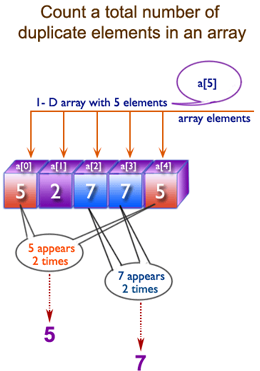 Count a total number of
duplicate elements in an array
a[5]
1- D array with 5 elements
array elements
a[0] a[1] a[2] a[3] a[4]
5 2 7 7 5
5 appears
2 times
7 appears
2 times
5
7